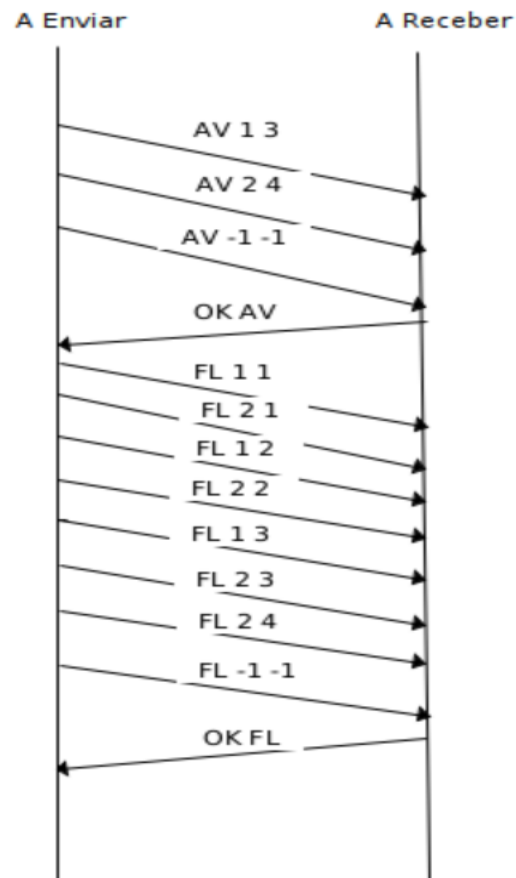 A Enviar
A Receber
AV 1 3
AV 2 4
AV -1 -1
OK AV
FL 1 1
FL 2 1
FL 1 2
FL 2 2
FL 1 3
FL 2 3
FL 2 4
FL -1 -1
OK FL